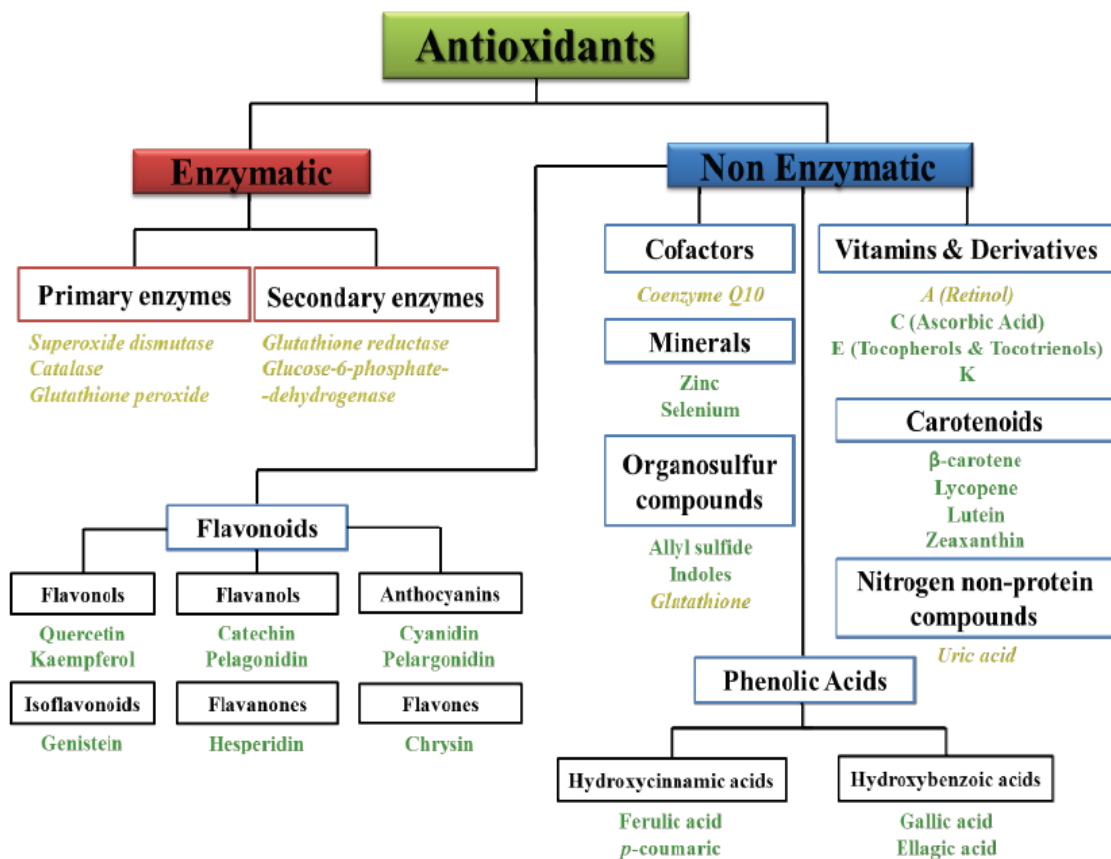 Antioxidants
Enzymatic
Non Enzymatic
Primary enzymes
Superoxide dismutase
Catalase
Glutathione peroxide
Secondary enzymes
Glutathione reductase
Glucose-6-phosphate-
-dehydrogenase
Cofactors
Coenzyme Q10
Minerals
Zinc
Selenium
Organosulfur
compounds
Allyl sulfide
Indoles
Glutathione
Vitamins & Derivatives
A (Retinol)
C (Ascorbic Acid)
E (Tocopherols & Tocotrienols)
K
Carotenoids
β-carotene
Lycopene
Lutein
Zeaxanthin
Nitrogen non-protein
compounds
Uric acid
Flavonoids
Flavonols
Quercetin
Kaempferol
Flavanols
Catechin
Pelagonidin
Anthocyanins
Cyanidin
Pelargonidin
Isoflavonoids
Genistein
Flavanones
Hesperidin
Flavones
Chrysin
Phenolic Acids
Hydroxycinnamic acids
Ferulic acid
p-coumaric
Hydroxybenzoic acids
Gallic acid
Ellagic acid